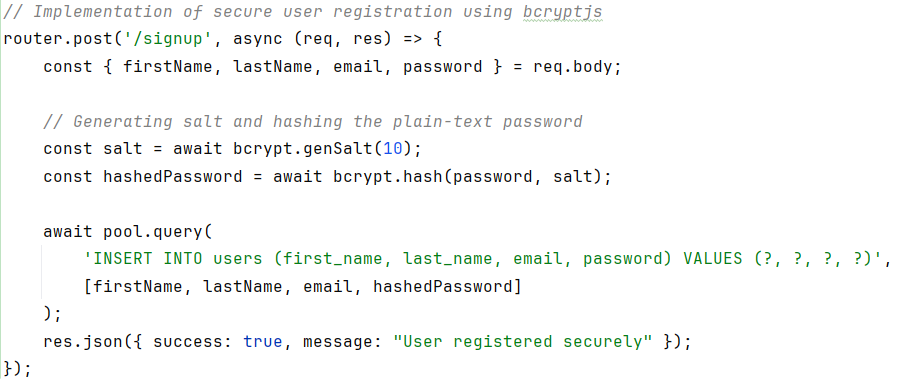 // Implementation of secure user registration using bcryptjs
router.post('/signup', async (req, res) => {
    const { firstName, lastName, email, password } = req.body;

    // Generating salt and hashing the plain-text password
    const salt = await bcrypt.genSalt(10);
    const hashedPassword = await bcrypt.hash(password, salt);

    await pool.query(
        'INSERT INTO users (first_name, last_name, email, password) VALUES (?, ?, ?, ?)',
        [firstName, lastName, email, hashedPassword]
    );
    res.json({ success: true, message: "User registered securely" });
});